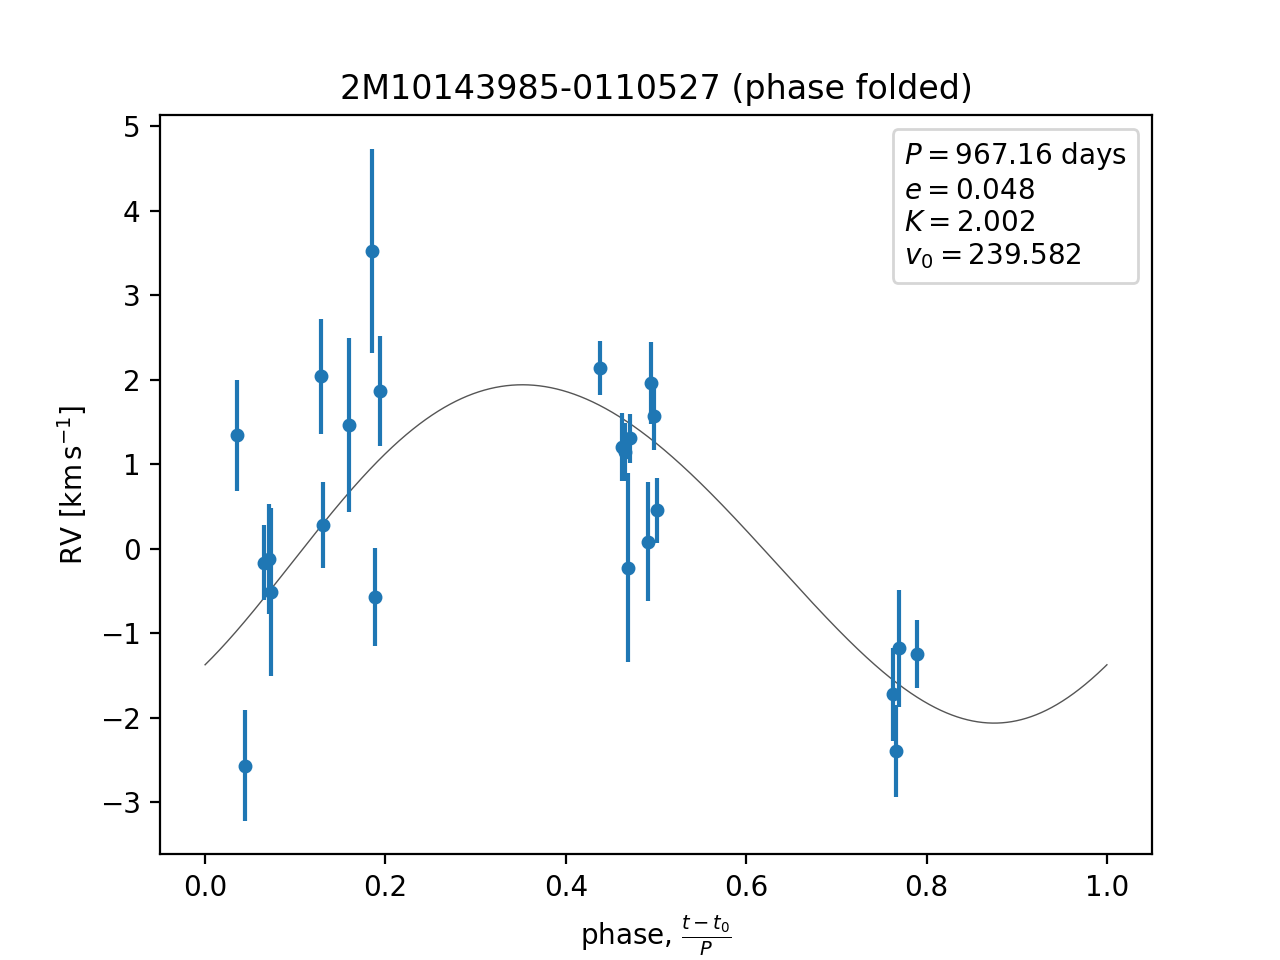 2M10143985-0110527 (phase folded)
P = 967.16 days
e = 0.048
K = 2.002
v₀ = 239.582
5
4
3
2
1
0
−1
−2
−3
RV [km s⁻¹]
0.0 0.2 0.4 0.6 0.8 1.0
phase, (t − t₀)/P